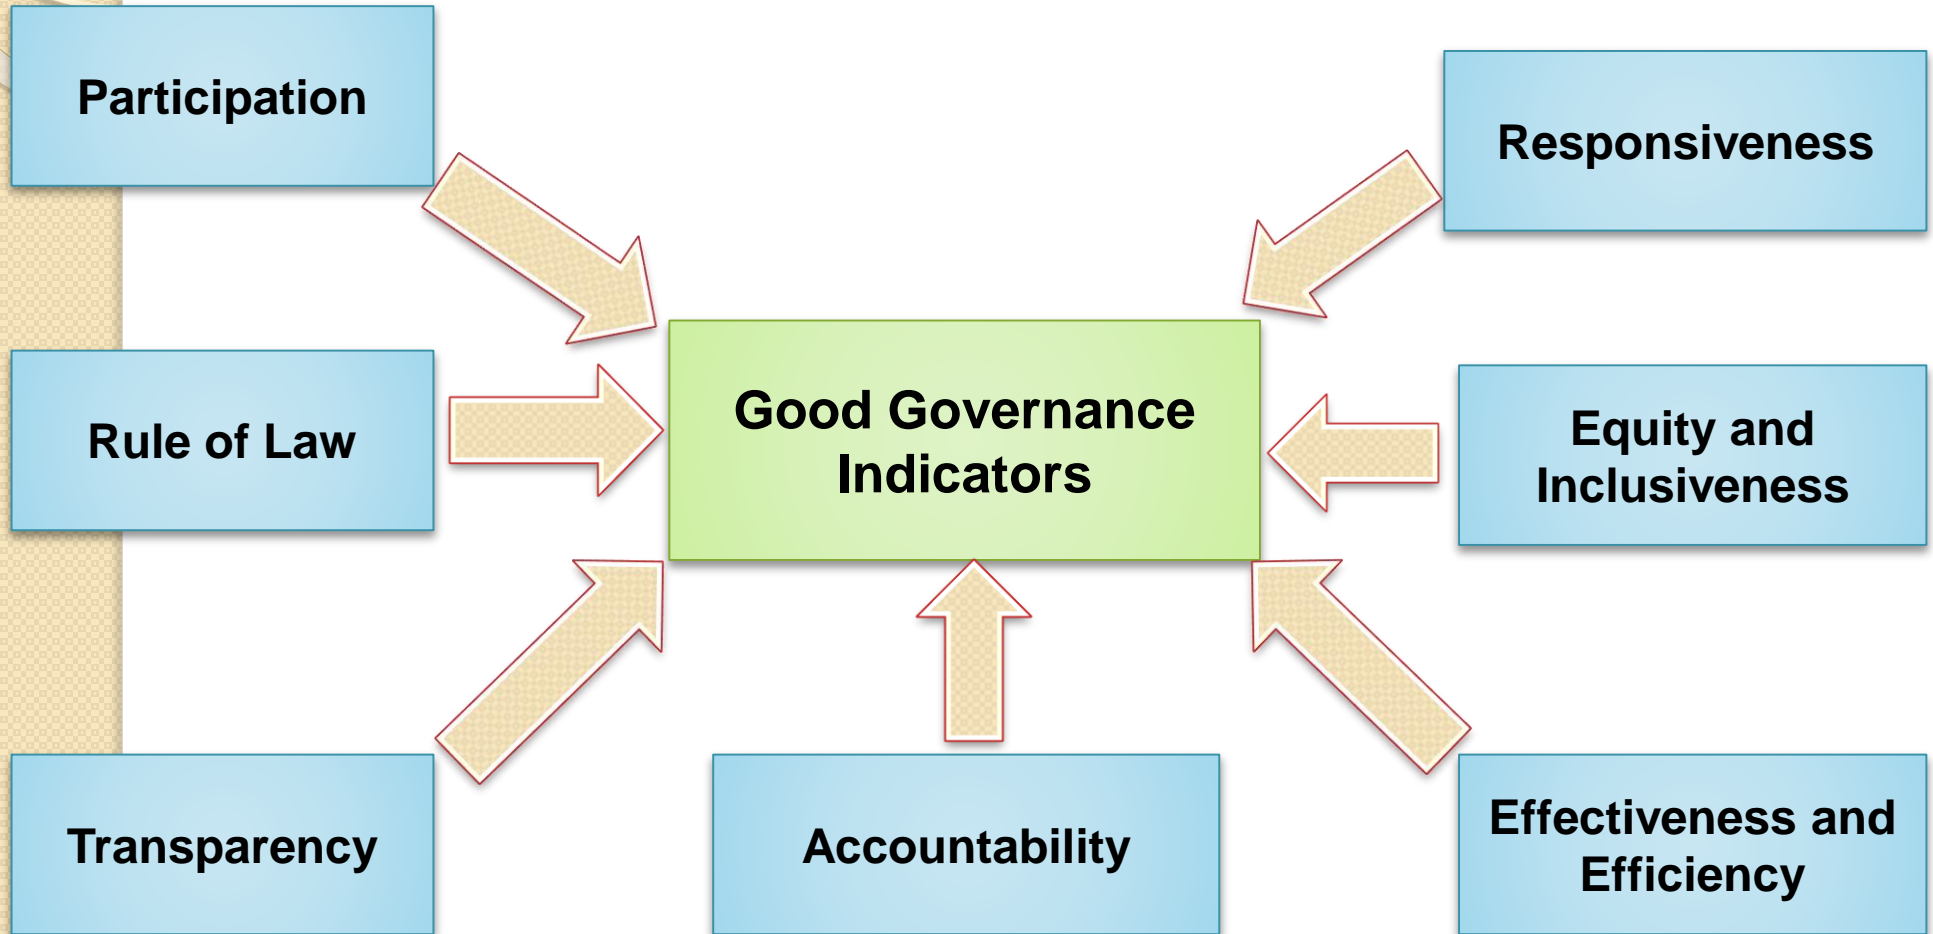 Participation
Responsiveness
Rule of Law
Good Governance
Indicators
Equity and
Inclusiveness
Transparency
Accountability
Effectiveness and
Efficiency